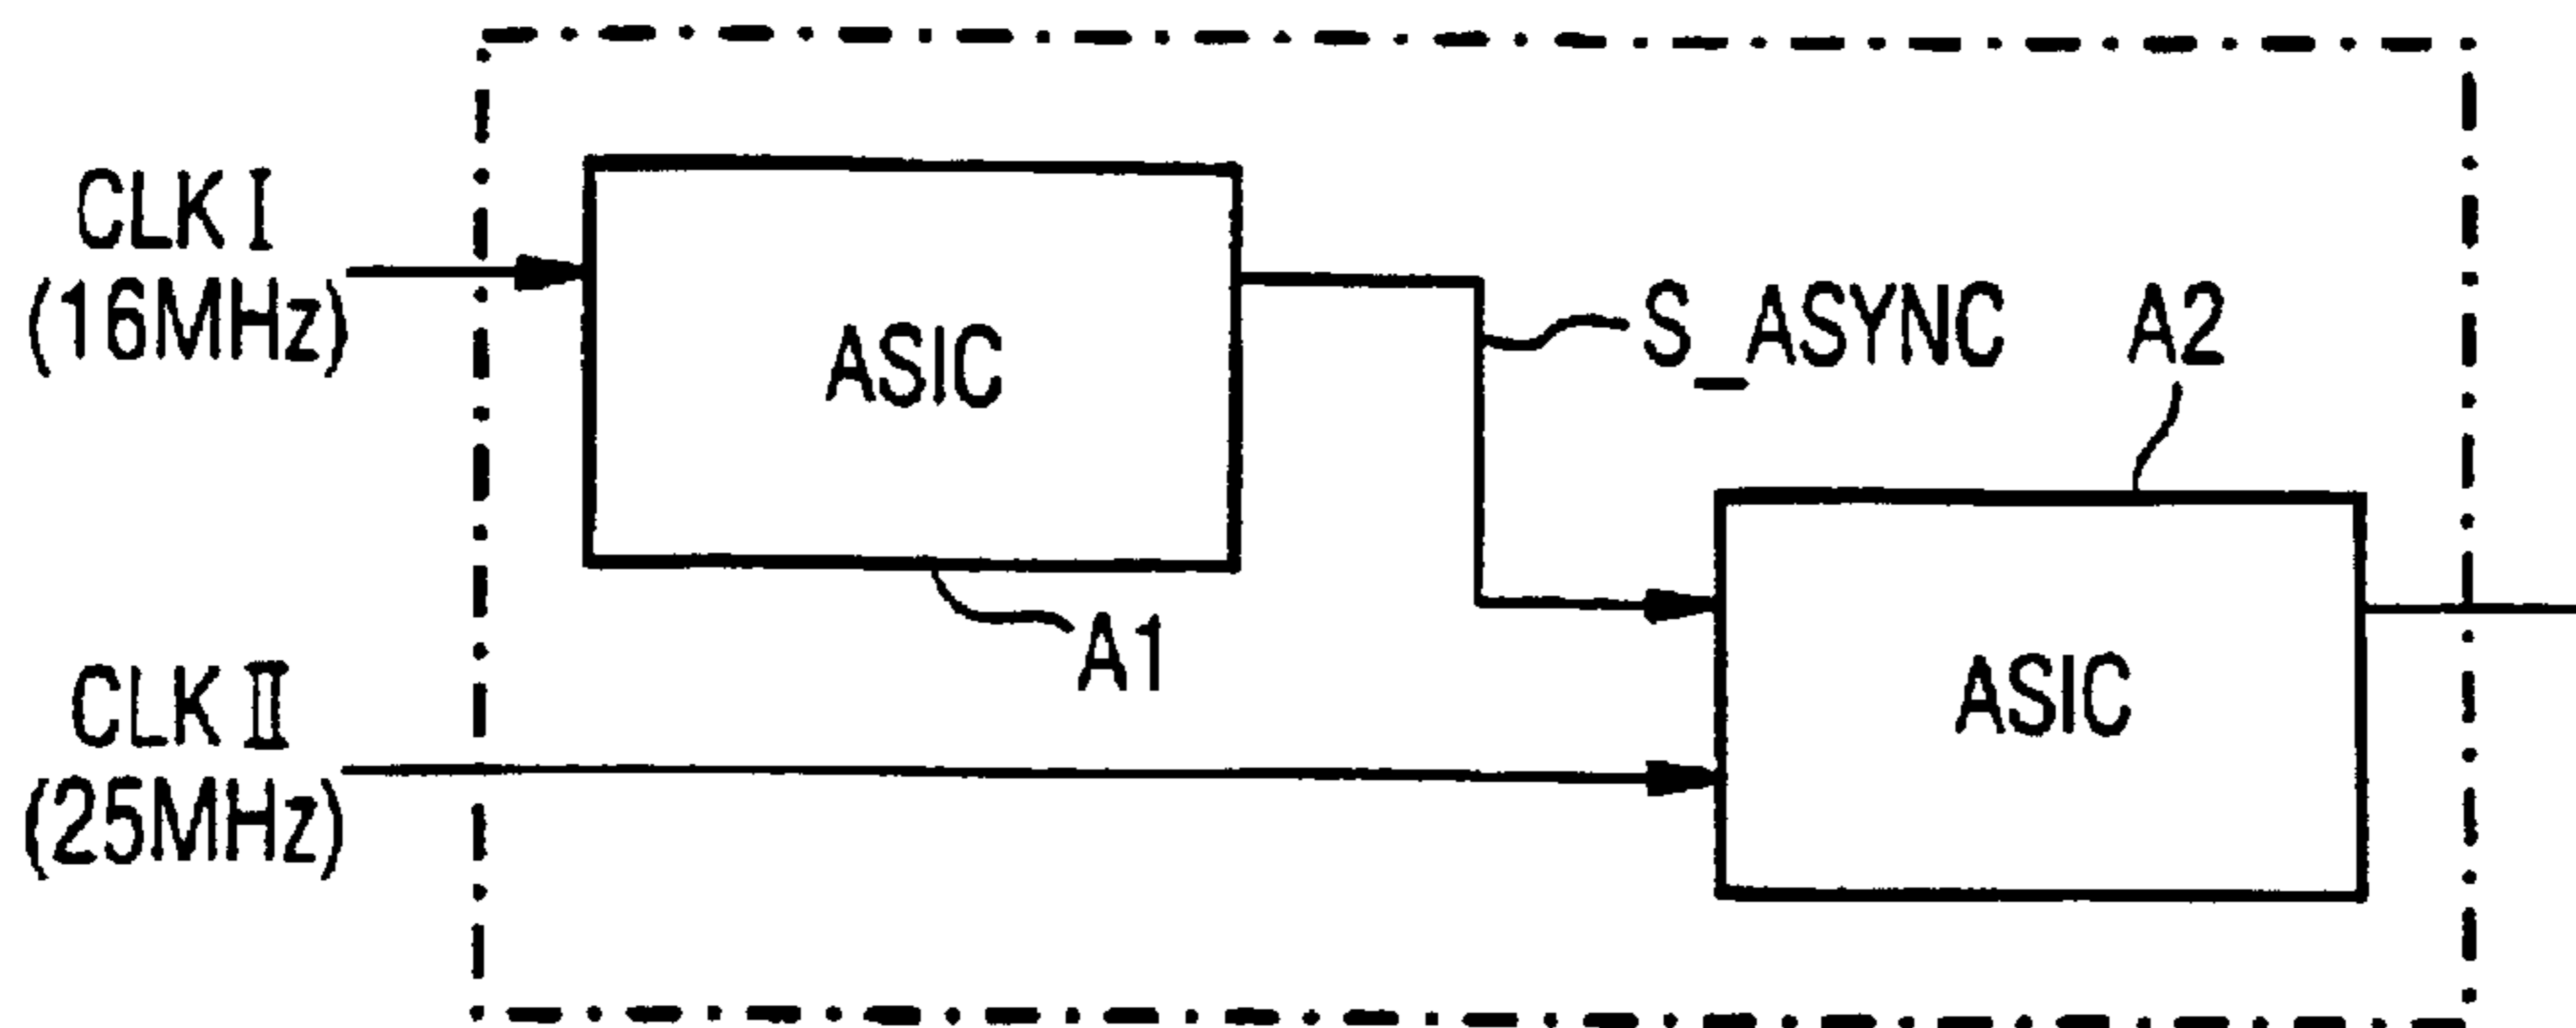 CLK I
(16MHz)
ASIC
S_ASYNC
A2
A1
CLK II
(25MHz)
ASIC